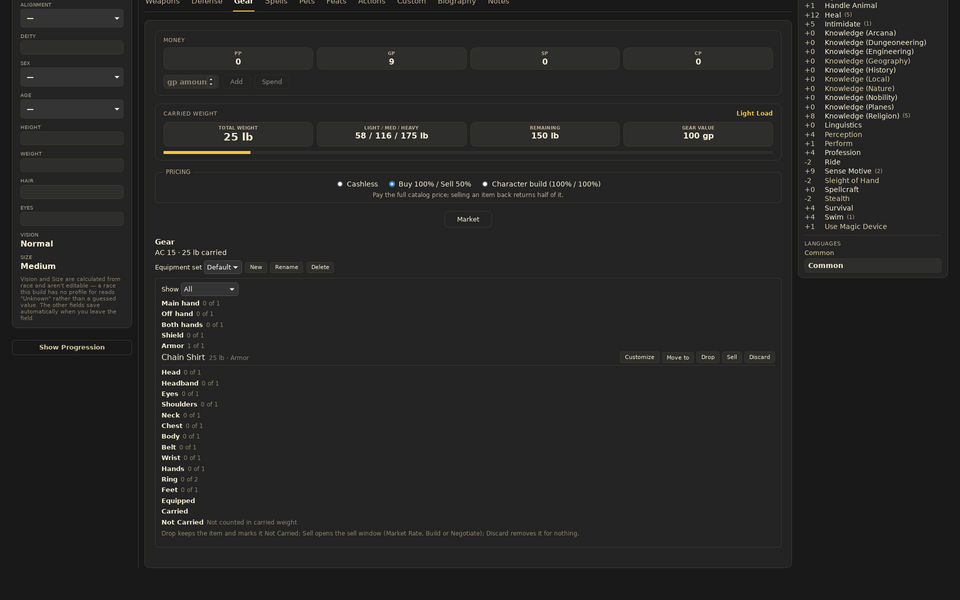 ALIGNMENT
—
DEITY
SEX
—
AGE
—
HEIGHT
WEIGHT
HAIR
EYES
VISION
Normal
SIZE
Medium
Vision and Size are calculated from
race and aren't editable — a race
this build has no profile for reads
"Unknown" rather than a guessed
value. The other fields save
automatically when you leave the
field.
Show Progression
Weapons Defense Gear Spells Pets Feats Actions Custom Biography Notes
MONEY
PP GP SP CP
0 9 0 0
gp amoun Add Spend
CARRIED WEIGHT Light Load
TOTAL WEIGHT LIGHT / MED / HEAVY REMAINING GEAR VALUE
25 lb 58 / 116 / 175 lb 150 lb 100 gp
PRICING
Cashless Buy 100% / Sell 50% Character build (100% / 100%)
Pay the full catalog price; selling an item back returns half of it.
Market
Gear
AC 15 · 25 lb carried
Equipment set Default New Rename Delete
Show All
Main hand 0 of 1
Off hand 0 of 1
Both hands 0 of 1
Shield 0 of 1
Armor 1 of 1
Chain Shirt 25 lb · Armor Customize Move to Drop Sell Discard
Head 0 of 1
Headband 0 of 1
Eyes 0 of 1
Shoulders 0 of 1
Neck 0 of 1
Chest 0 of 1
Body 0 of 1
Belt 0 of 1
Wrist 0 of 1
Hands 0 of 1
Ring 0 of 2
Feet 0 of 1
Equipped
Carried
Not Carried Not counted in carried weight
Drop keeps the item and marks it Not Carried; Sell opens the sell window (Market Rate, Build or Negotiate); Discard removes it for nothing.
+1 Handle Animal
+12 Heal (5)
+5 Intimidate (1)
+0 Knowledge (Arcana)
+0 Knowledge (Dungeoneering)
+0 Knowledge (Engineering)
+0 Knowledge (Geography)
+0 Knowledge (History)
+0 Knowledge (Local)
+0 Knowledge (Nature)
+0 Knowledge (Nobility)
+0 Knowledge (Planes)
+8 Knowledge (Religion) (5)
+0 Linguistics
+4 Perception
+1 Perform
+4 Profession
-2 Ride
+9 Sense Motive (2)
-2 Sleight of Hand
+0 Spellcraft
-2 Stealth
+4 Survival
+4 Swim (1)
+1 Use Magic Device
LANGUAGES
Common
Common